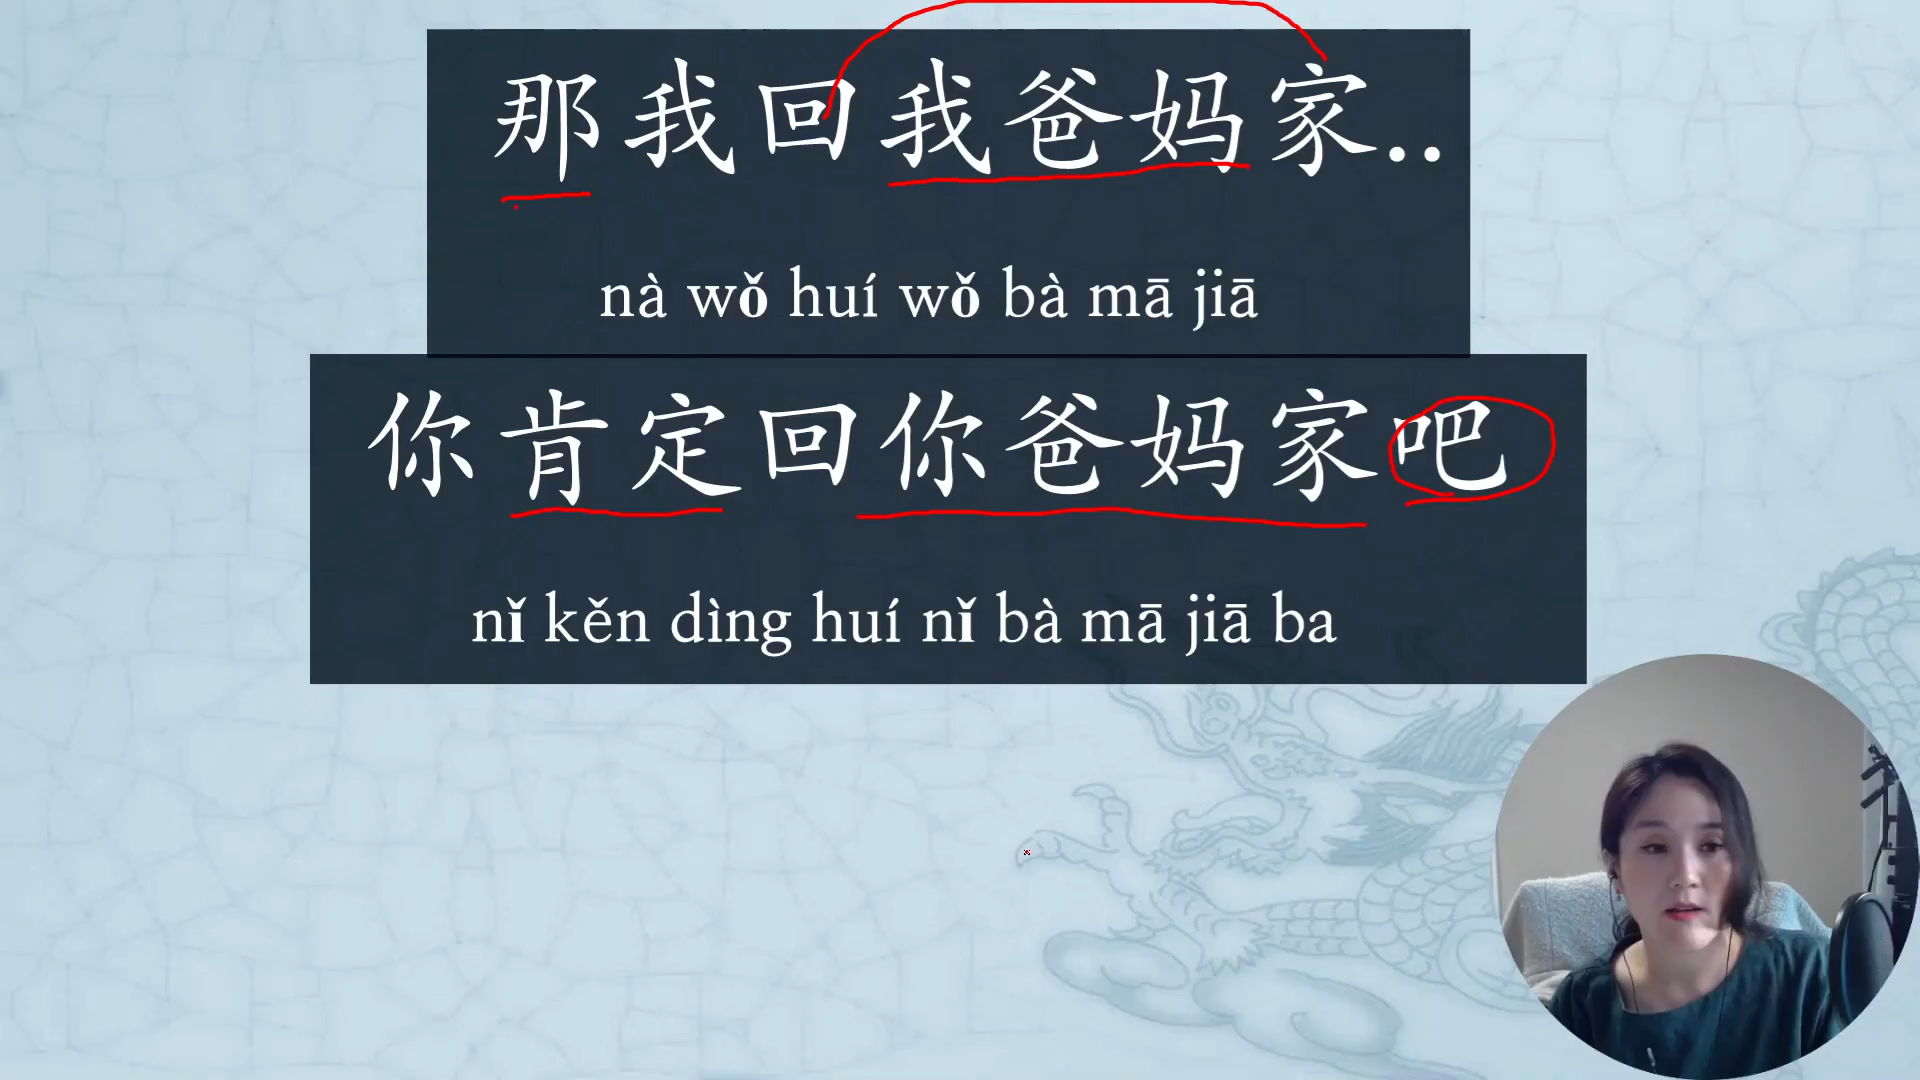 那我回我爸妈家..
nà wǒ huí wǒ bà mā jiā
你肯定回你爸妈家吧
nǐ kěn dìng huí nǐ bà mā jiā ba